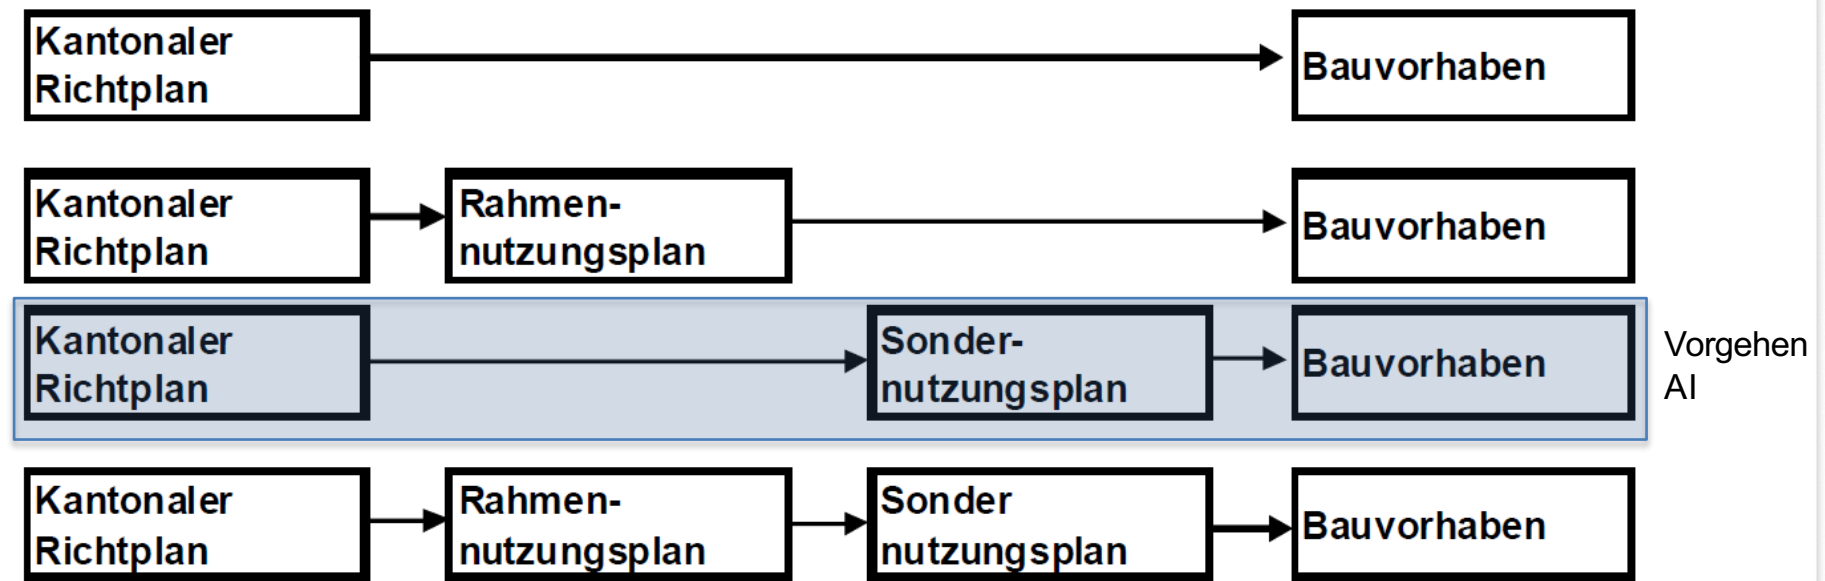 Kantonaler
Richtplan
Bauvorhaben
Kantonaler
Richtplan
Rahmen-
nutzungsplan
Bauvorhaben
Kantonaler
Richtplan
Sonder-
nutzungsplan
Bauvorhaben
Vorgehen
AI
Kantonaler
Richtplan
Rahmen-
nutzungsplan
Sonder
nutzungsplan
Bauvorhaben